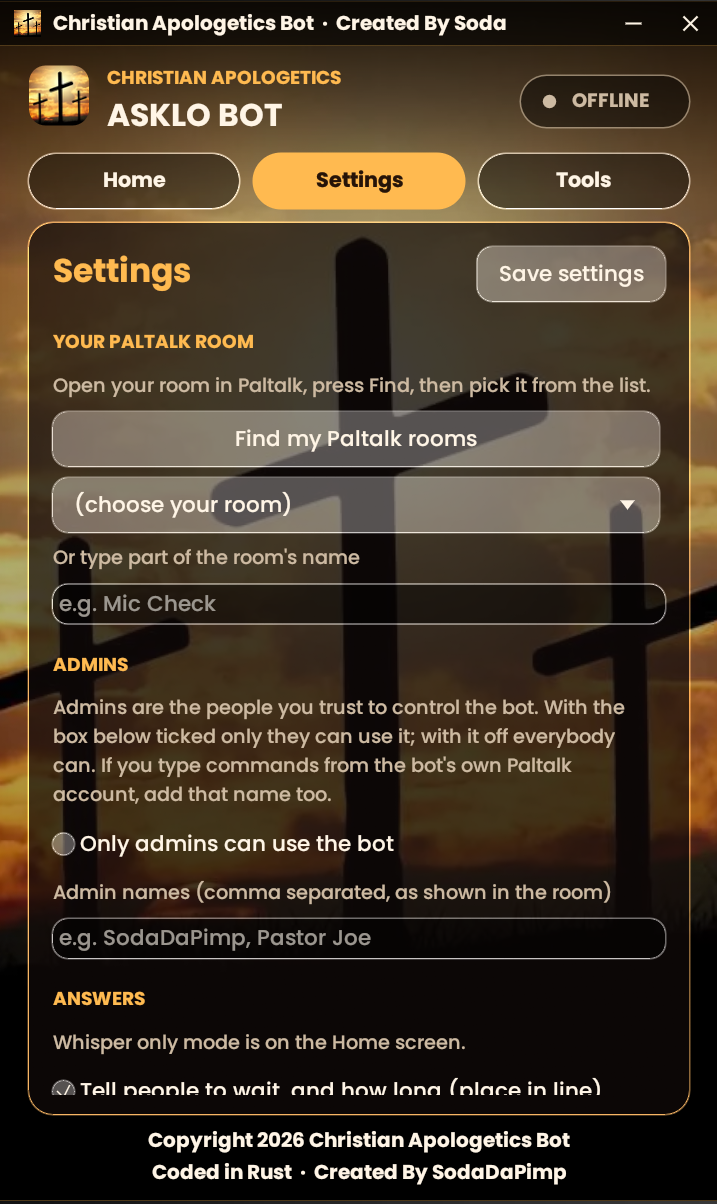 Christian Apologetics Bot · Created By Soda
CHRISTIAN APOLOGETICS
ASKLO BOT
OFFLINE
Home
Settings
Tools
Settings
Save settings
YOUR PALTALK ROOM
Open your room in Paltalk, press Find, then pick it from the list.
Find my Paltalk rooms
(choose your room)
Or type part of the room's name
e.g. Mic Check
ADMINS
Admins are the people you trust to control the bot. With the
box below ticked only they can use it; with it off everybody
can. If you type commands from the bot's own Paltalk
account, add that name too.
Only admins can use the bot
Admin names (comma separated, as shown in the room)
e.g. SodaDaPimp, Pastor Joe
ANSWERS
Whisper only mode is on the Home screen.
Tell people to wait, and how long (place in line)
Copyright 2026 Christian Apologetics Bot
Coded in Rust · Created By SodaDaPimp